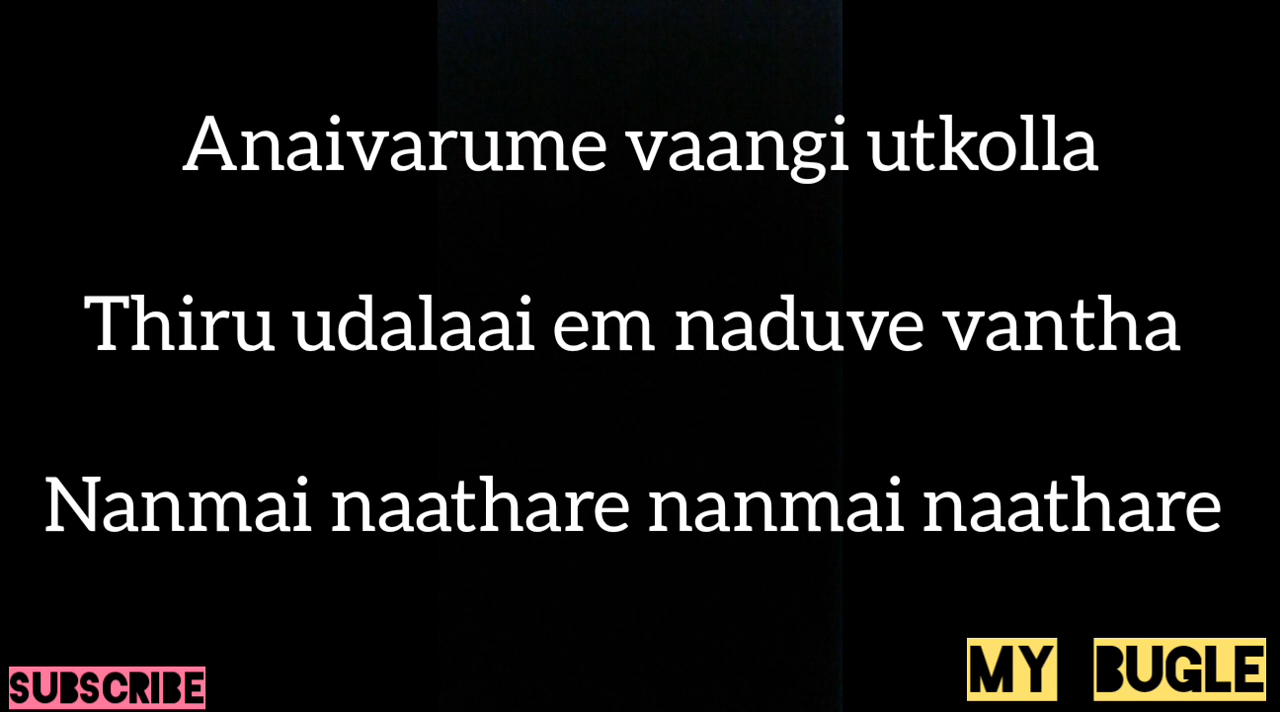 Anaivarume vaangi utkolla
Thiru udalaai em naduve vantha
Nanmai naathare nanmai naathare
SUBSCRIBE
MY BUGLE